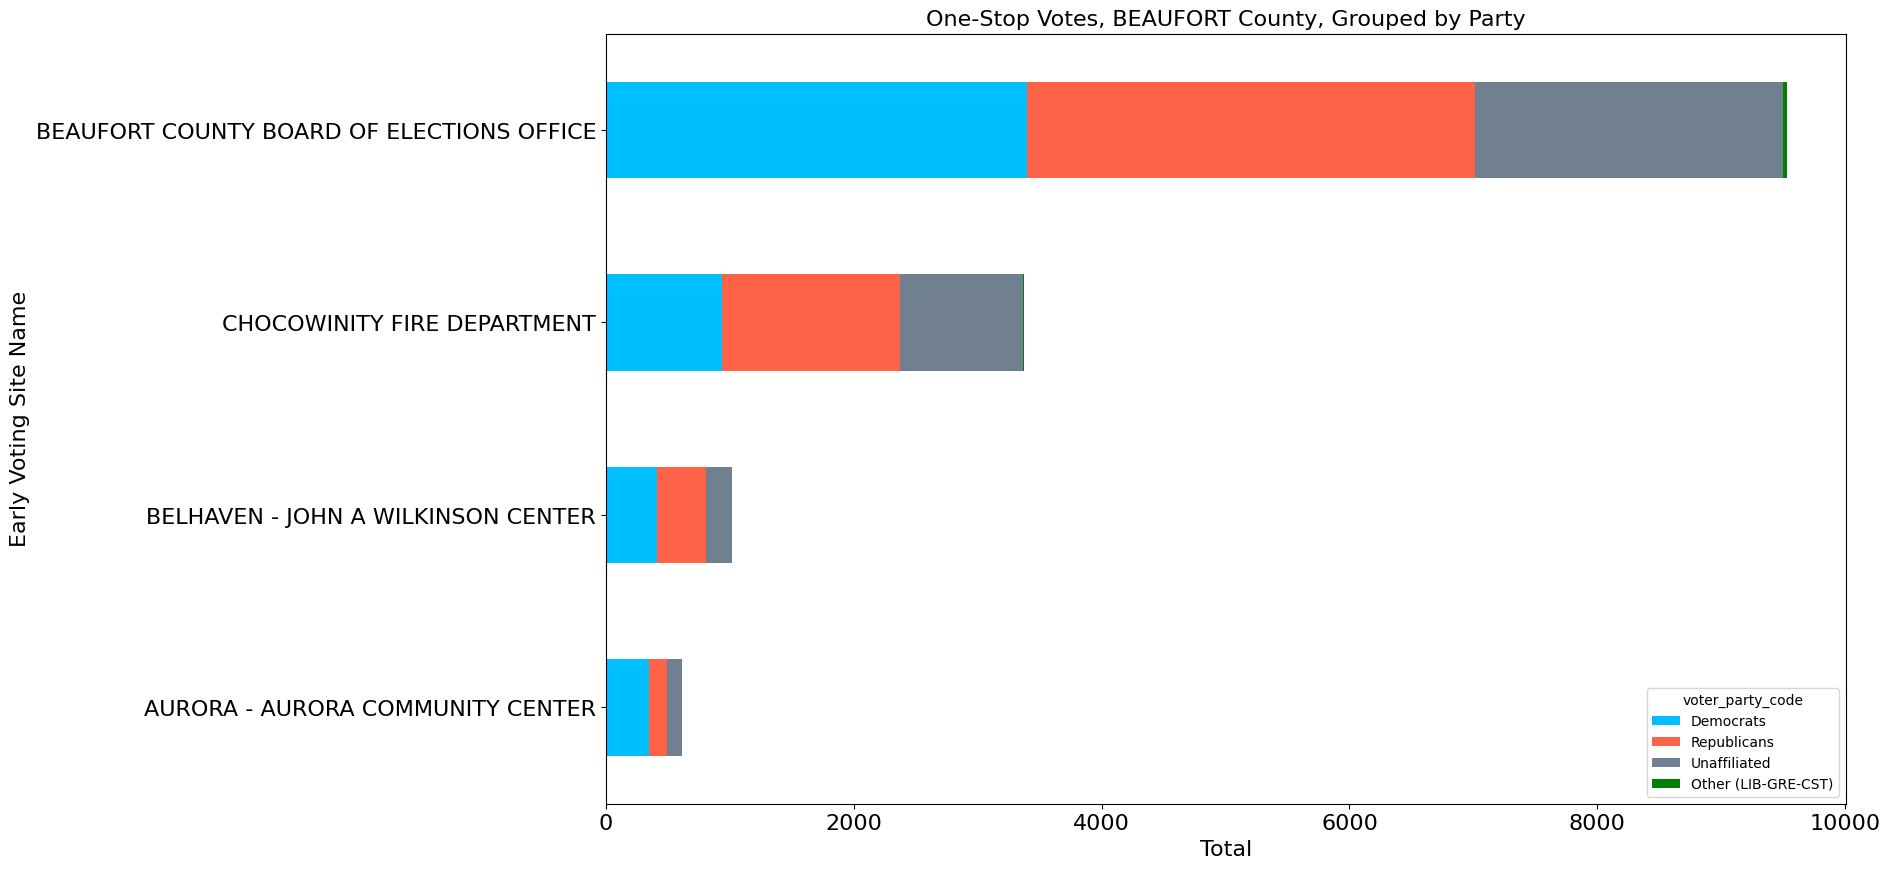 One-Stop Votes, BEAUFORT County, Grouped by Party
Early Voting Site Name
BEAUFORT COUNTY BOARD OF ELECTIONS OFFICE
CHOCOWINITY FIRE DEPARTMENT
BELHAVEN - JOHN A WILKINSON CENTER
AURORA - AURORA COMMUNITY CENTER
voter_party_code
Democrats
Republicans
Unaffiliated
Other (LIB-GRE-CST)
0 2000 4000 6000 8000 10000
Total